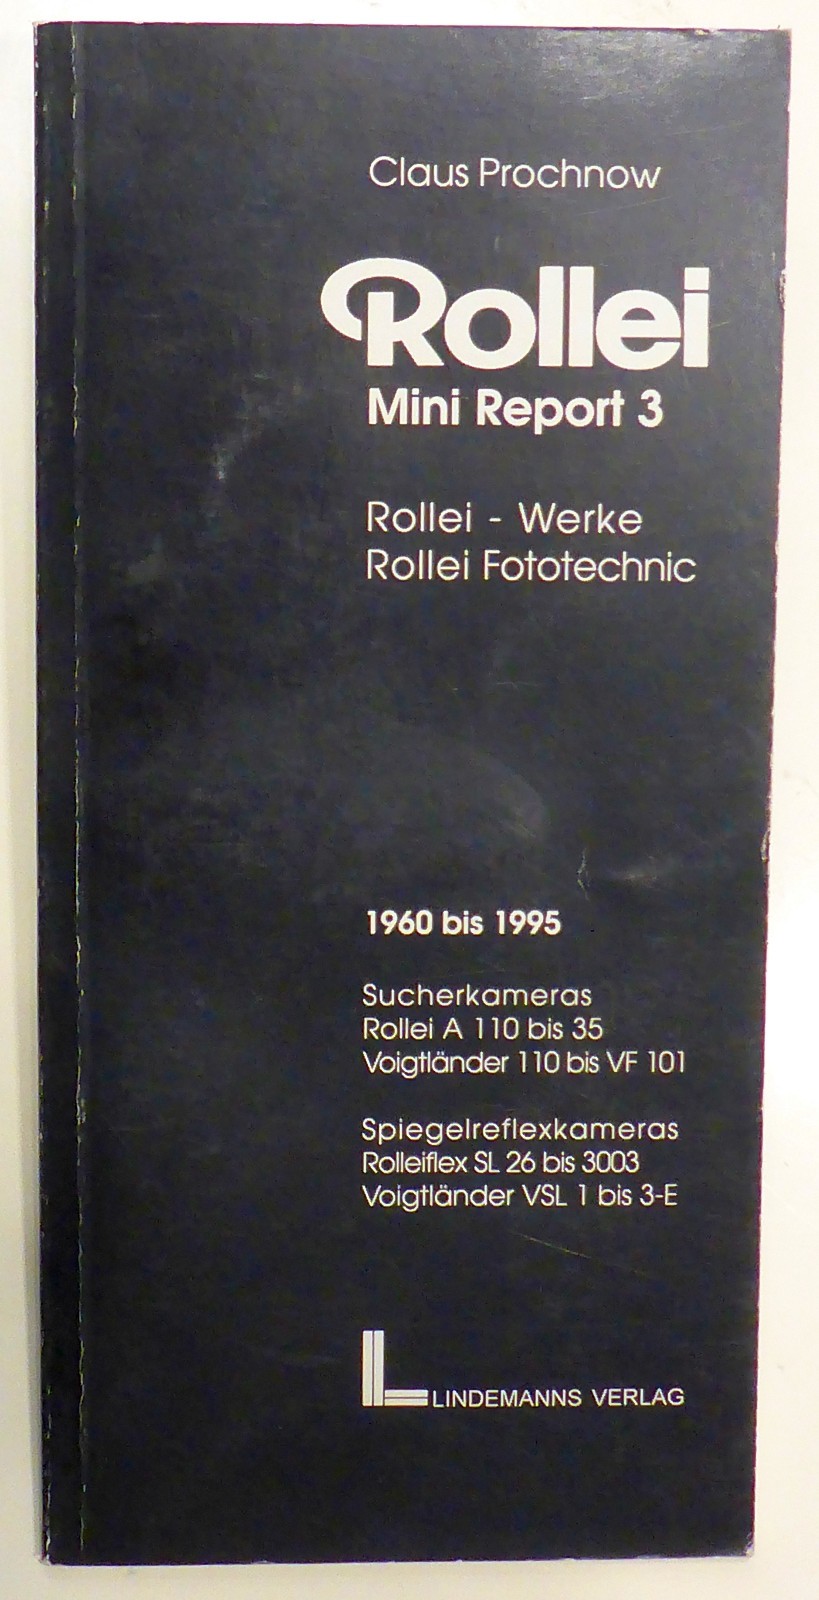 Claus Prochnow
Rollei
Mini Report 3
Rollei - Werke
Rollei Fototechnic
1960 bis 1995
Sucherkameras
Rollei A 110 bis 35
Voigtländer 110 bis VF 101
Spiegelreflexkameras
Rolleiflex SL 26 bis 3003
Voigtländer VSL 1 bis 3-E
LINDEMANNS VERLAG